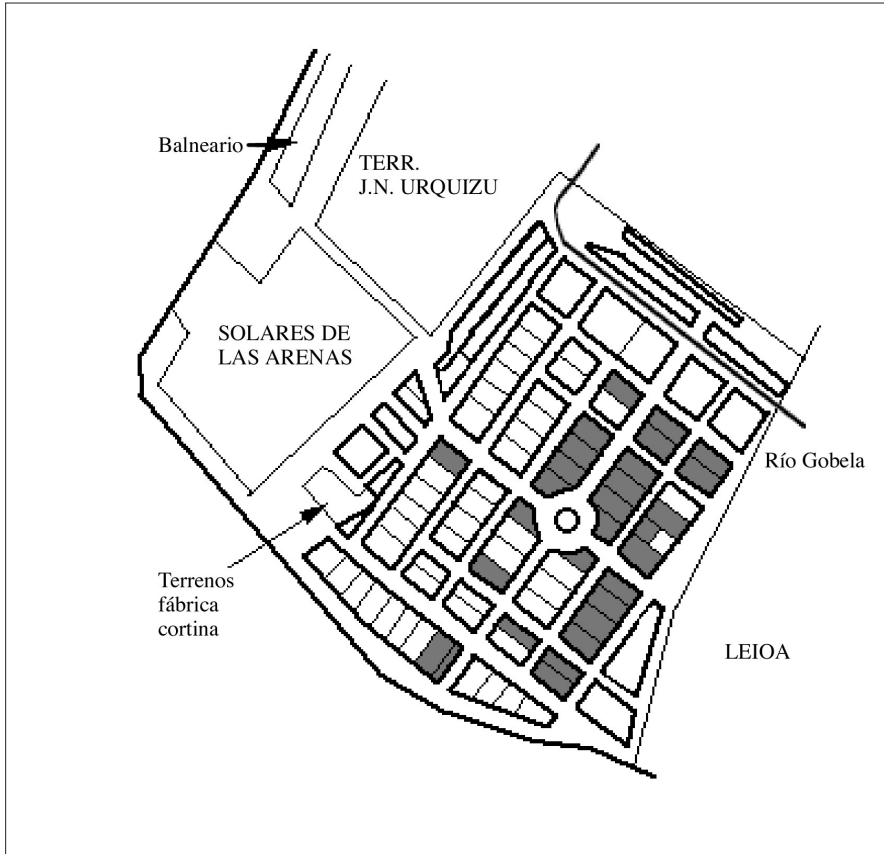 Balneario
TERR.
J.N. URQUIZU
SOLARES DE
LAS ARENAS
Río Gobela
Terrenos
fábrica
cortina
LEIOA